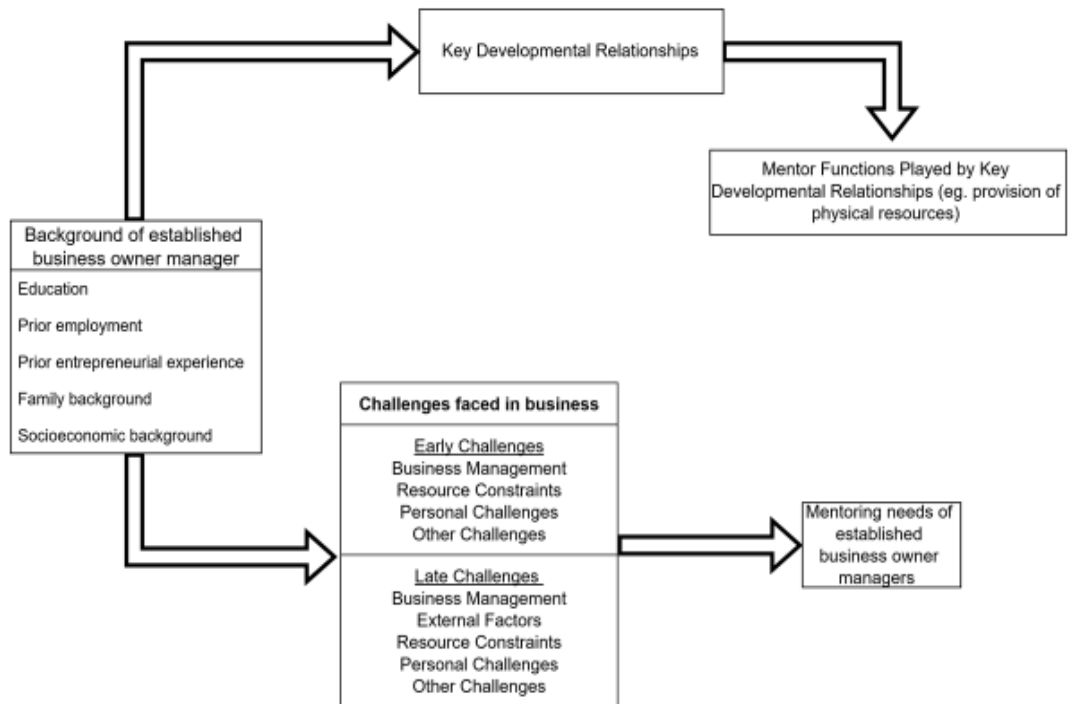 Key Developmental Relationships
Mentor Functions Played by Key
Developmental Relationships (eg. provision of
physical resources)
Background of established
business owner manager
Education
Prior employment
Prior entrepreneurial experience
Family background
Socioeconomic background
Challenges faced in business
Early Challenges
Business Management
Resource Constraints
Personal Challenges
Other Challenges
Late Challenges
Business Management
External Factors
Resource Constraints
Personal Challenges
Other Challenges
Mentoring needs of
established
business owner
managers